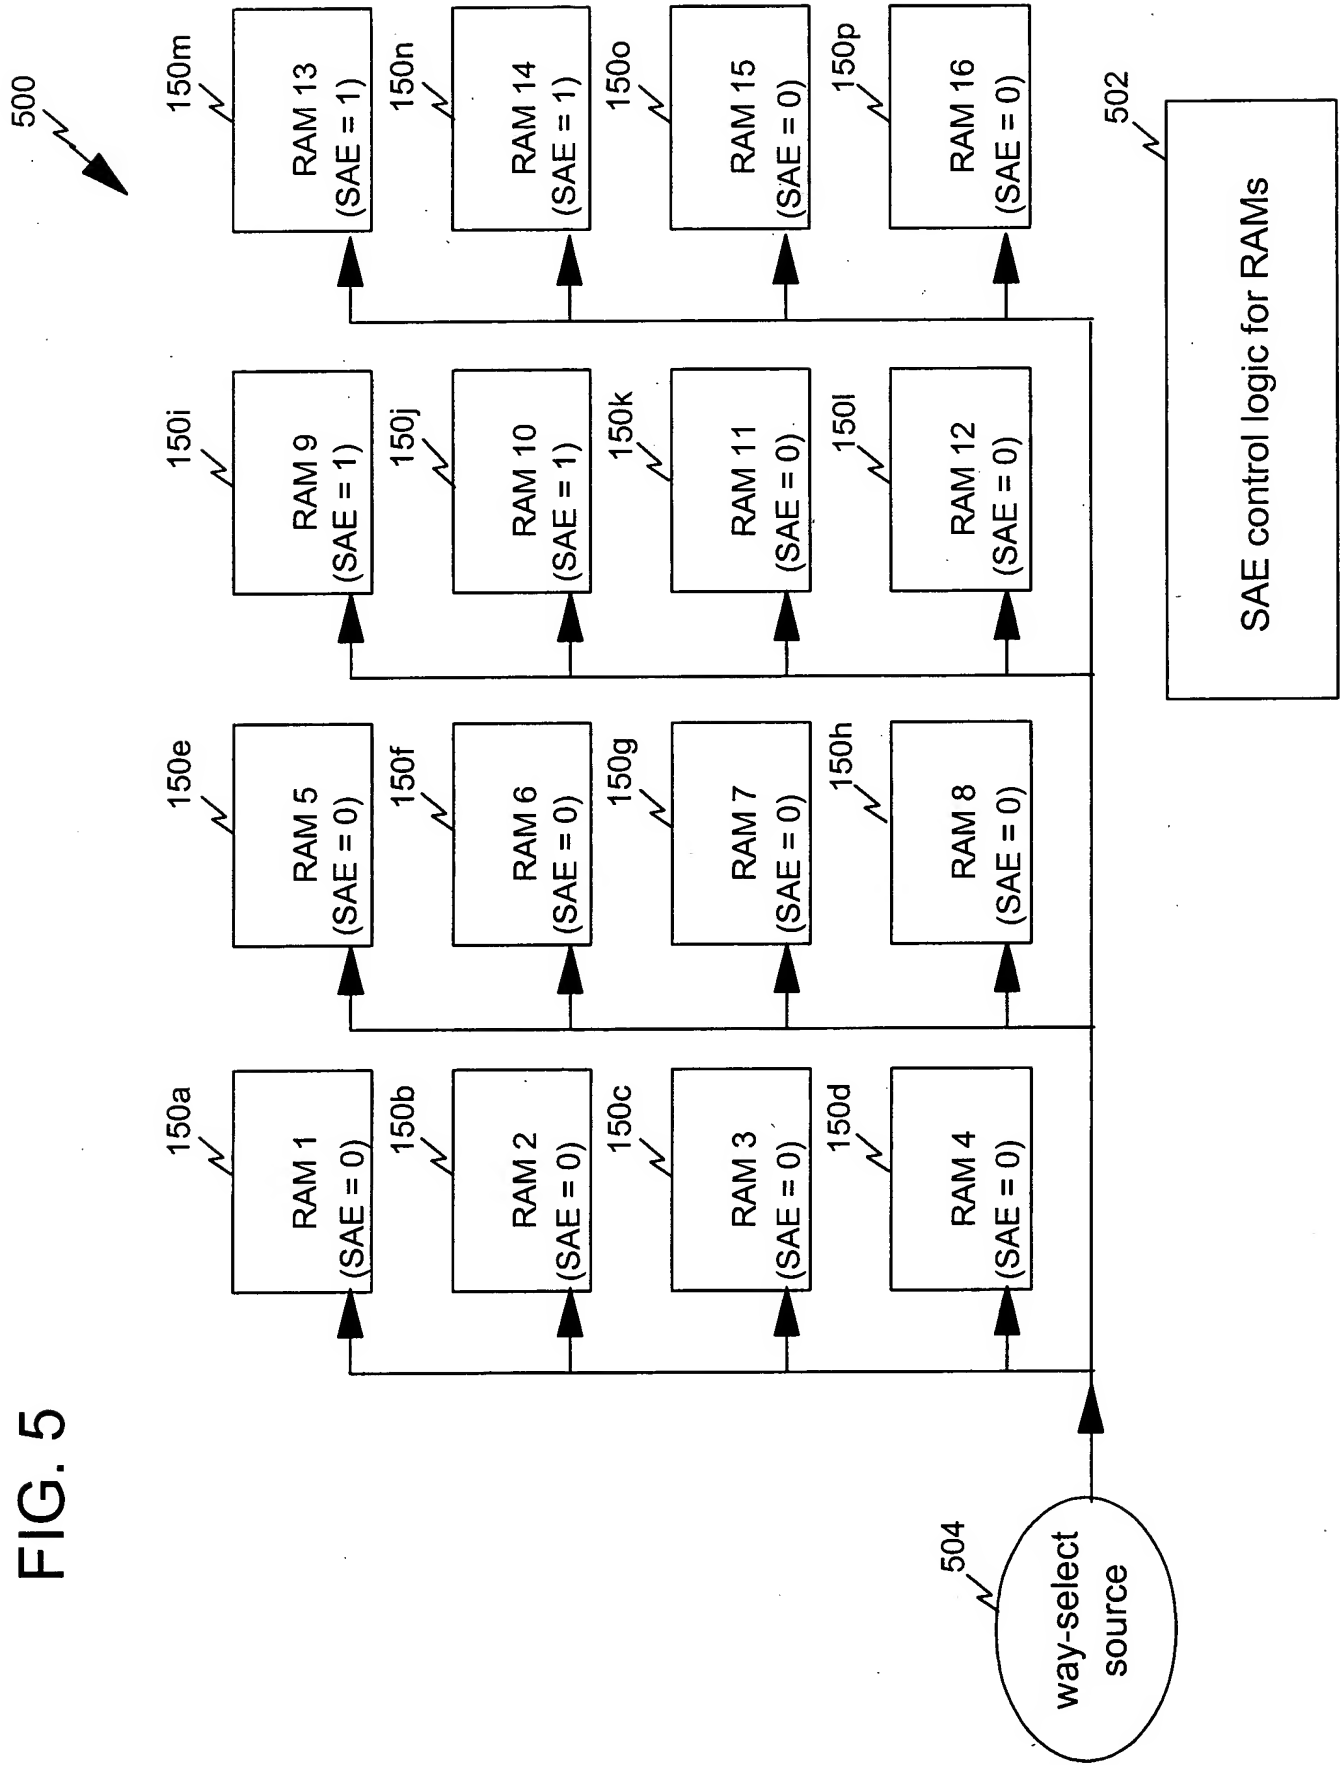 FIG. 5
500
150a
RAM 1
(SAE = 0)
150e
RAM 5
(SAE = 0)
150i
RAM 9
(SAE = 1)
150m
RAM 13
(SAE = 1)
150b
RAM 2
(SAE = 0)
150f
RAM 6
(SAE = 0)
150j
RAM 10
(SAE = 1)
150n
RAM 14
(SAE = 1)
150c
RAM 3
(SAE = 0)
150g
RAM 7
(SAE = 0)
150k
RAM 11
(SAE = 0)
150o
RAM 15
(SAE = 0)
150d
RAM 4
(SAE = 0)
150h
RAM 8
(SAE = 0)
150l
RAM 12
(SAE = 0)
150p
RAM 16
(SAE = 0)
504
way-select
source
502
SAE control logic for RAMs